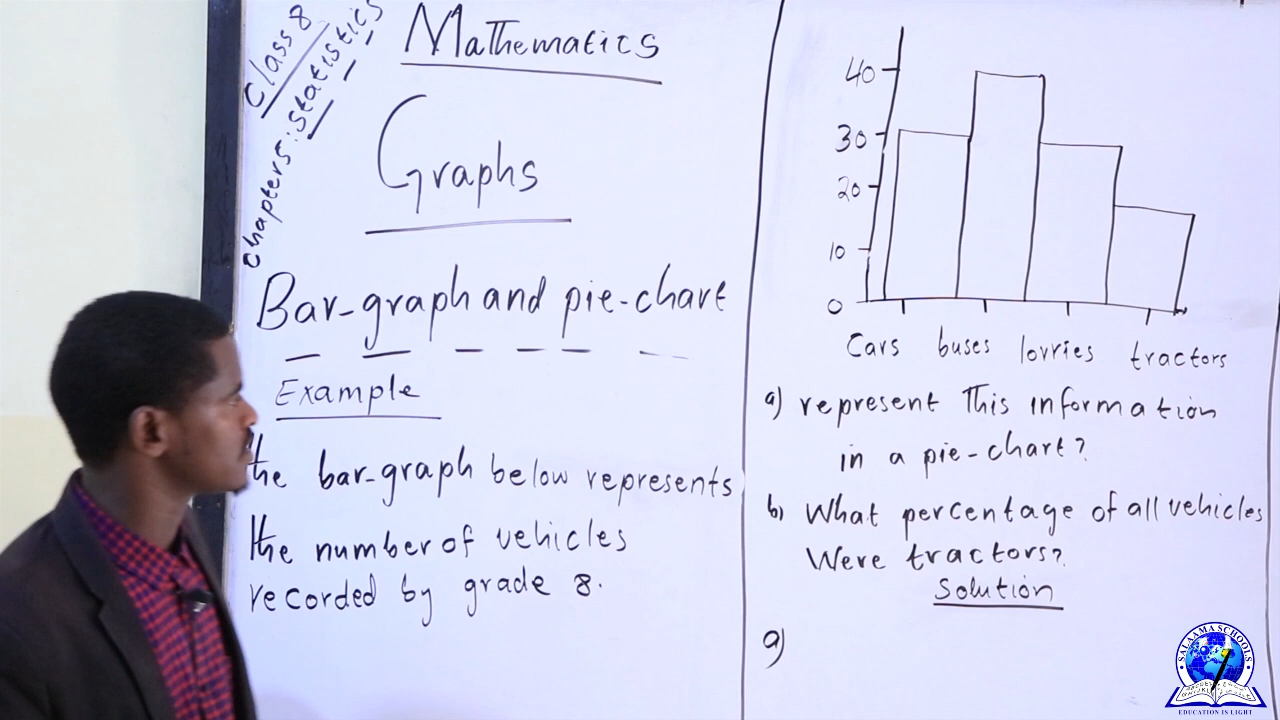 Class 8
Chapters: Statistics
Mathematics
Graphs
Bar-graph and pie-chart
Example
the bar-graph below represents
the number of vehicles
recorded by grade 8.
40
30
20
10
0
Cars buses lorries tractors
a) represent this information
in a pie-chart?
b) What percentage of all vehicles
Were tractors?
Solution
a)
SALAAMA SCHOOLS
EDUCATION IS LIGHT